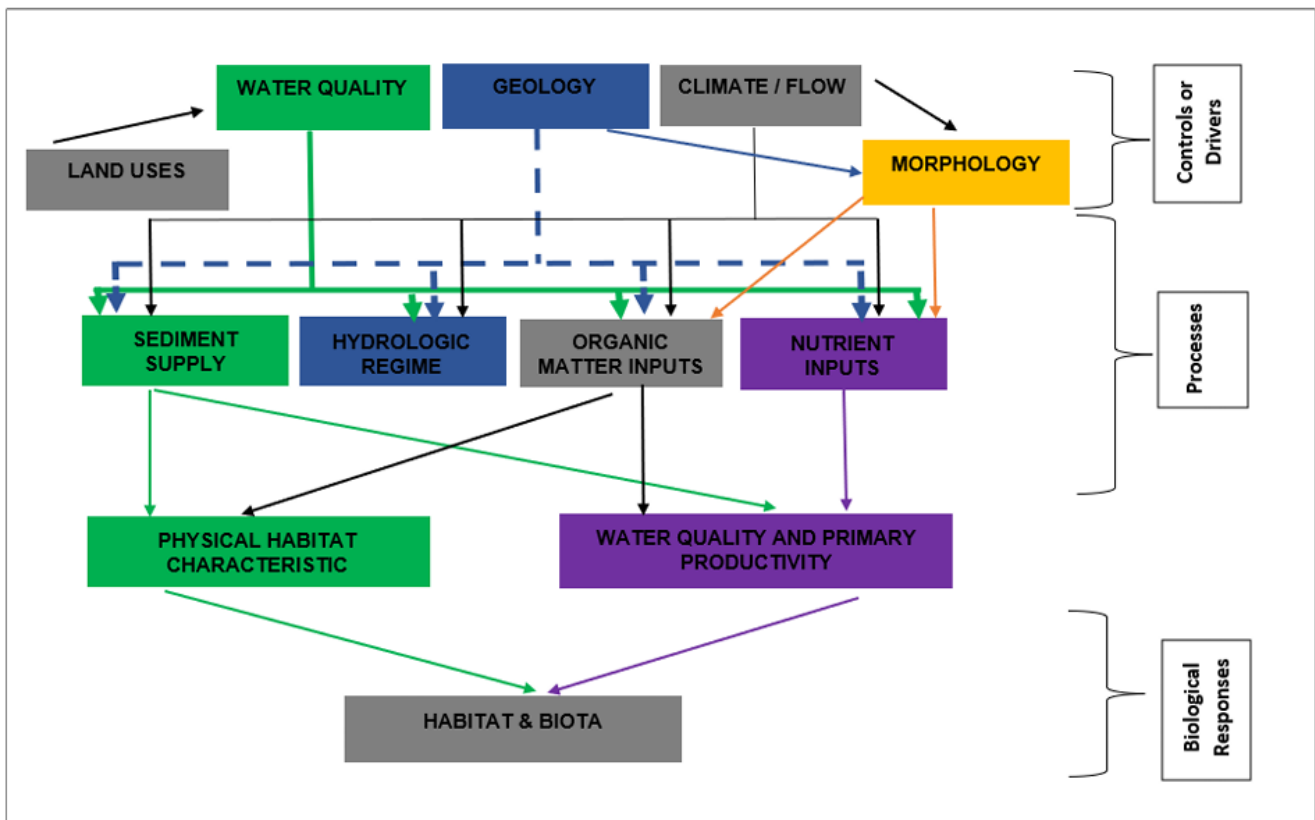 WATER QUALITY
GEOLOGY
CLIMATE / FLOW
LAND USES
MORPHOLOGY
Controls or
Drivers
SEDIMENT
SUPPLY
HYDROLOGIC
REGIME
ORGANIC
MATTER INPUTS
NUTRIENT
INPUTS
Processes
PHYSICAL HABITAT
CHARACTERISTIC
WATER QUALITY AND PRIMARY
PRODUCTIVITY
HABITAT & BIOTA
Biological
Responses